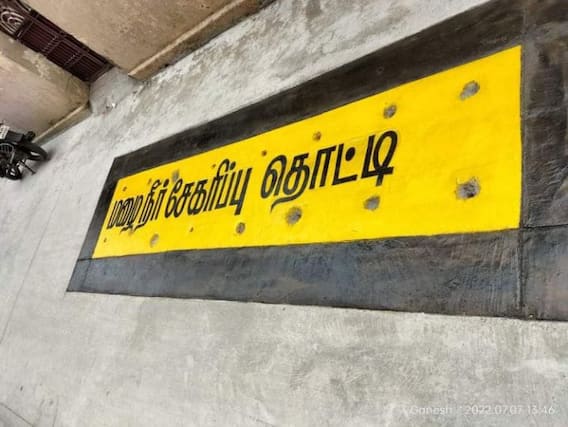 மழை நீர் சேகரிப்பு தொட்டி
Ganesh / 2022.07.07 13:46